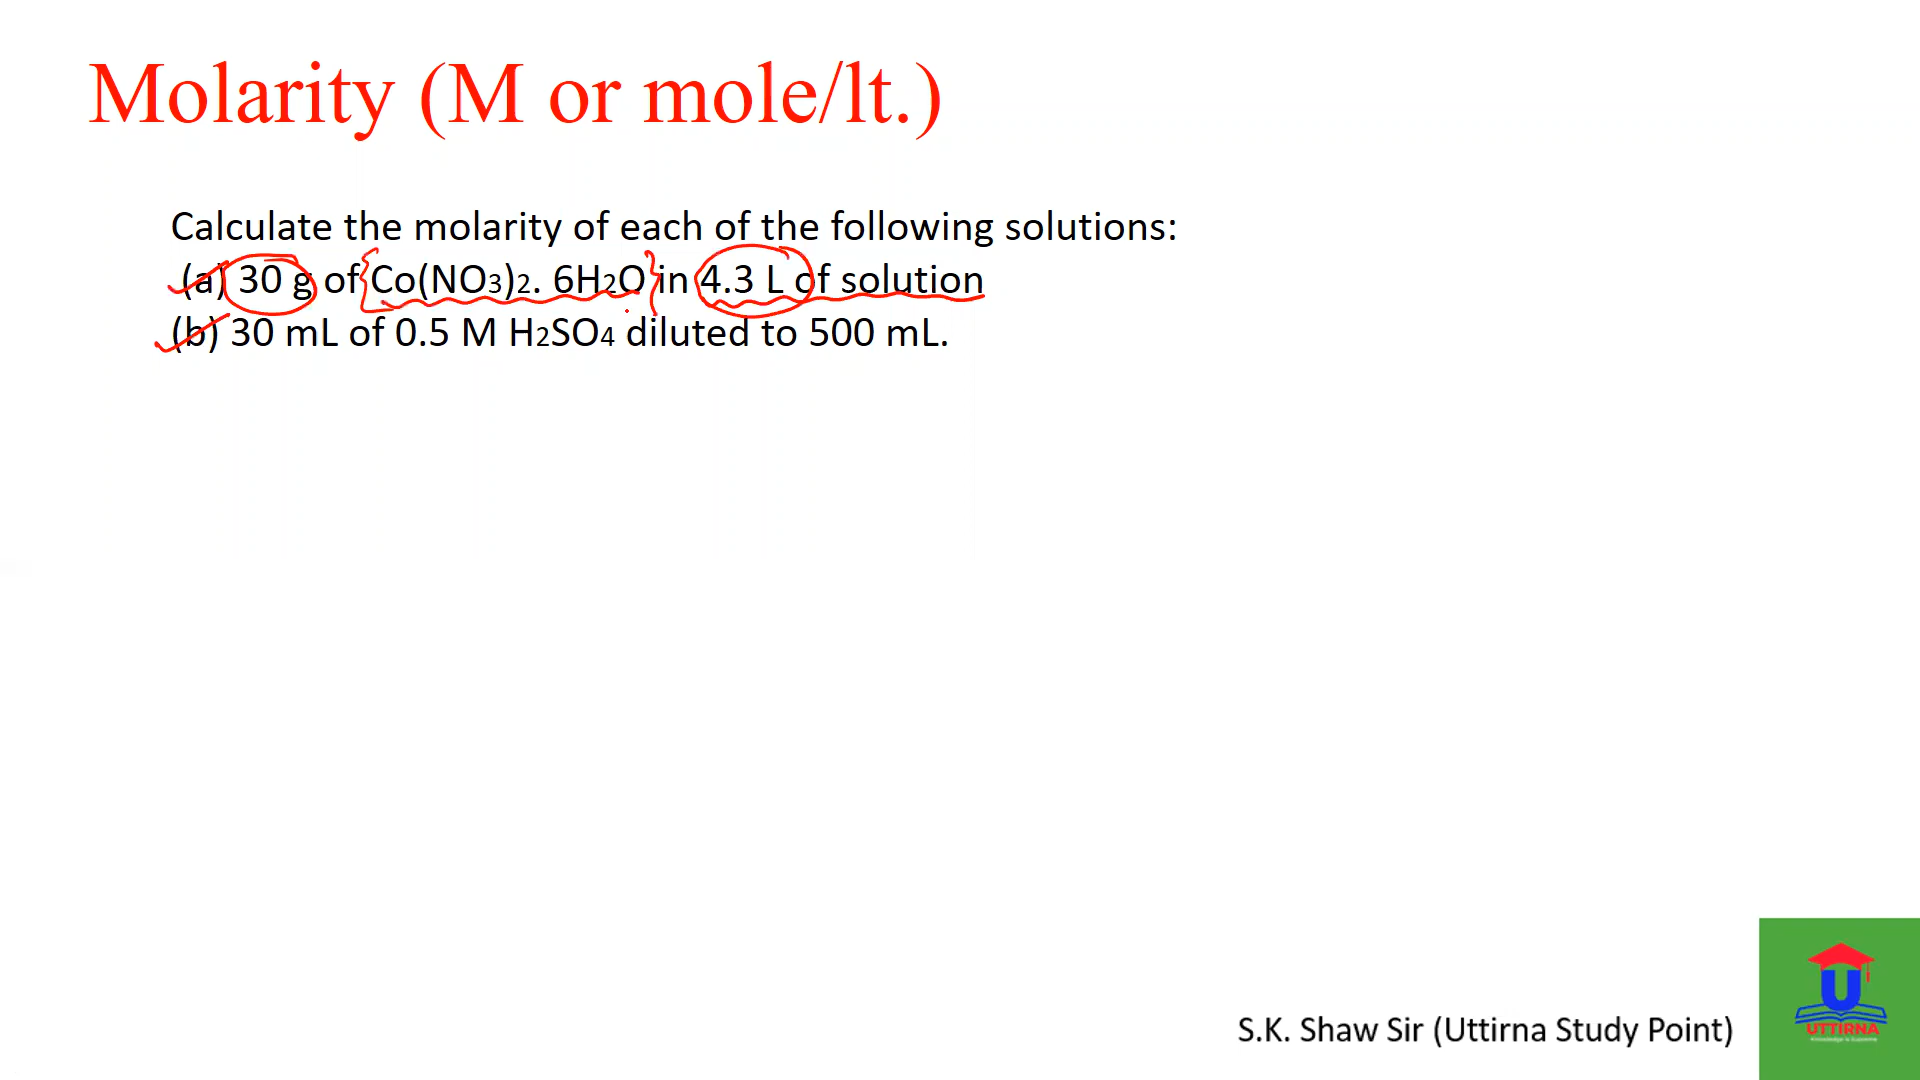 Molarity (M or mole/lt.)
Calculate the molarity of each of the following solutions:
(a) 30 g of Co(NO3)2. 6H2O in 4.3 L of solution
(b) 30 mL of 0.5 M H2SO4 diluted to 500 mL.
S.K. Shaw Sir (Uttirna Study Point)
U
UTTIRNA